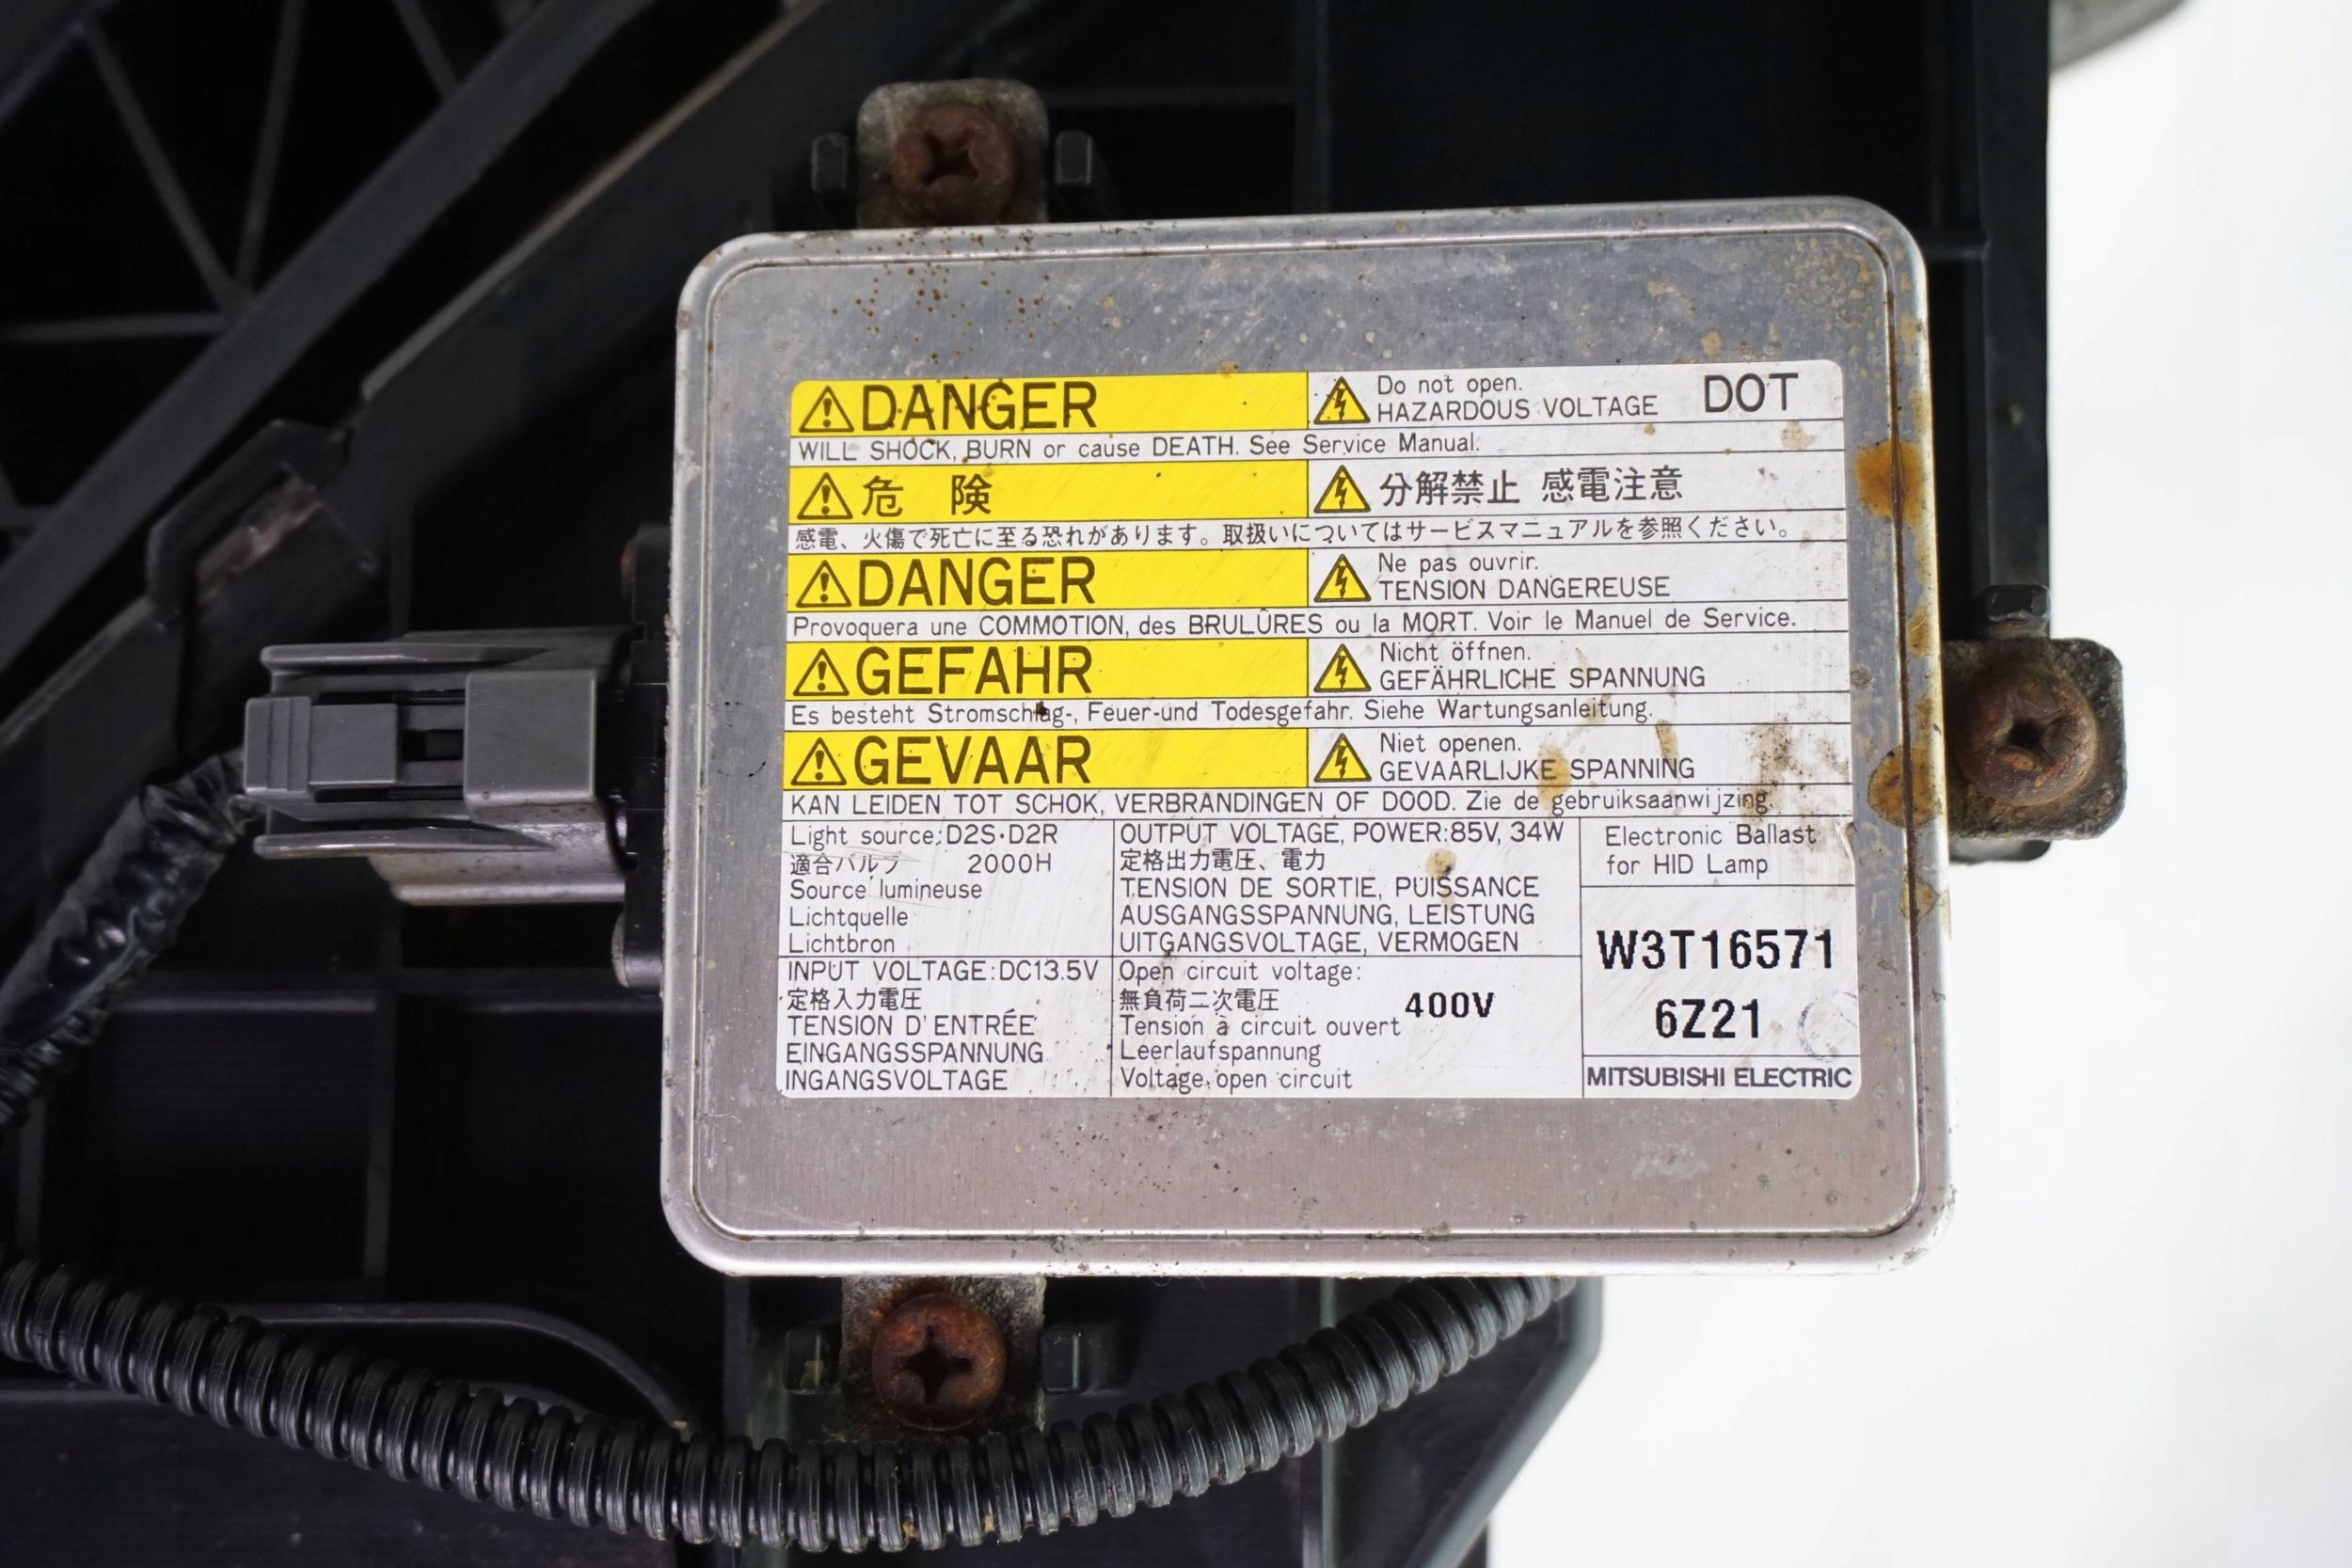 DANGER
Do not open.
HAZARDOUS VOLTAGE
DOT
WILL SHOCK, BURN or cause DEATH. See Service Manual.
危 険
分解禁止 感電注意
感電、火傷で死亡に至る恐れがあります。取扱いについてはサービスマニュアルを参照ください。
DANGER
Ne pas ouvrir.
TENSION DANGEREUSE
Provoquera une COMMOTION, des BRULÛRES ou la MORT. Voir le Manuel de Service.
GEFAHR
Nicht öffnen.
GEFÄHRLICHE SPANNUNG
Es besteht Stromschlag-, Feuer-und Todesgefahr. Siehe Wartungsanleitung.
GEVAAR
Niet openen.
GEVAARLIJKE SPANNING
KAN LEIDEN TOT SCHOK, VERBRANDINGEN OF DOOD. Zie de gebruiksaanwijzing.
Light source:D2S·D2R
適合バルブ 2000H
Source lumineuse
Lichtquelle
Lichtbron
OUTPUT VOLTAGE, POWER:85V, 34W
定格出力電圧、電力
TENSION DE SORTIE, PUISSANCE
AUSGANGSSPANNUNG, LEISTUNG
UITGANGSVOLTAGE, VERMOGEN
Electronic Ballast
for HID Lamp
INPUT VOLTAGE:DC13.5V
定格入力電圧
TENSION D'ENTRÉE
EINGANGSSPANNUNG
INGANGSVOLTAGE
Open circuit voltage:
無負荷二次電圧
400V
Tension à circuit ouvert
Leerlaufspannung
Voltage open circuit
W3T16571
6Z21
MITSUBISHI ELECTRIC